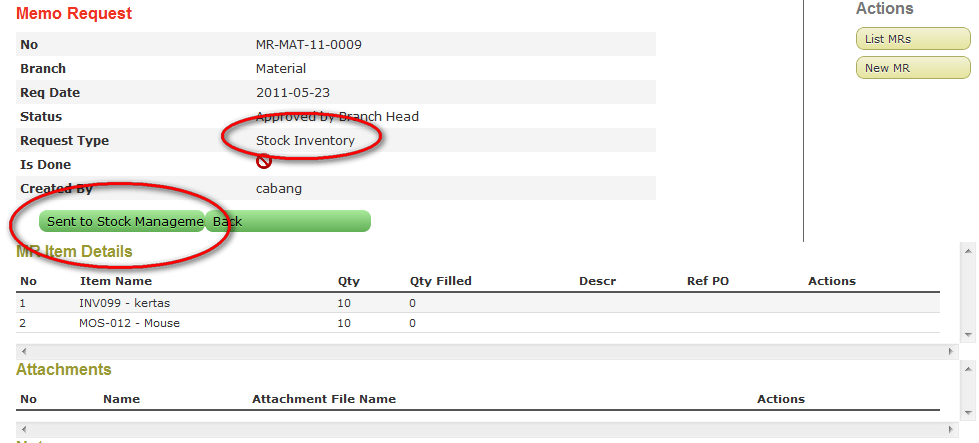 Memo Request
Actions
No MR-MAT-11-0009
List MRs
Branch Material
New MR
Req Date 2011-05-23
Status Approved by Branch Head
Request Type Stock Inventory
Is Done
Created By cabang
Sent to Stock Manageme Back
MR Item Details
No Item Name Qty Qty Filled Descr Ref PO Actions
1 INV099 - kertas 10 0
2 MOS-012 - Mouse 10 0
Attachments
No Name Attachment File Name Actions